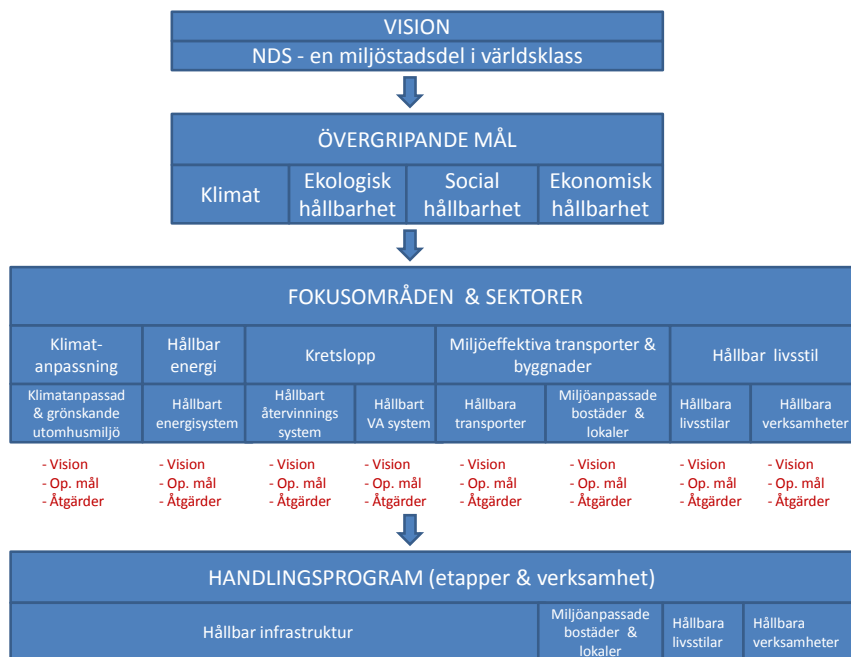 VISION
NDS - en miljöstadsdel i världsklass
ÖVERGRIPANDE MÅL
Klimat
Ekologisk
hållbarhet
Social
hållbarhet
Ekonomisk
hållbarhet
FOKUSOMRÅDEN & SEKTORER
Klimat-
anpassning
Hållbar
energi
Kretslopp
Miljöeffektiva transporter &
byggnader
Hållbar livsstil
Klimatanpassad
& grönskande
utomhusmiljö
Hållbart
energisystem
Hållbart
återvinnings
system
Hållbart
VA system
Hållbara
transporter
Miljöanpassade
bostäder &
lokaler
Hållbara
livsstilar
Hållbara
verksamheter
- Vision
- Op. mål
- Åtgärder
- Vision
- Op. mål
- Åtgärder
- Vision
- Op. mål
- Åtgärder
- Vision
- Op. mål
- Åtgärder
- Vision
- Op. mål
- Åtgärder
- Vision
- Op. mål
- Åtgärder
- Vision
- Op. mål
- Åtgärder
- Vision
- Op. mål
- Åtgärder
HANDLINGSPROGRAM (etapper & verksamhet)
Hållbar infrastruktur
Miljöanpassade
bostäder &
lokaler
Hållbara
livsstilar
Hållbara
verksamheter